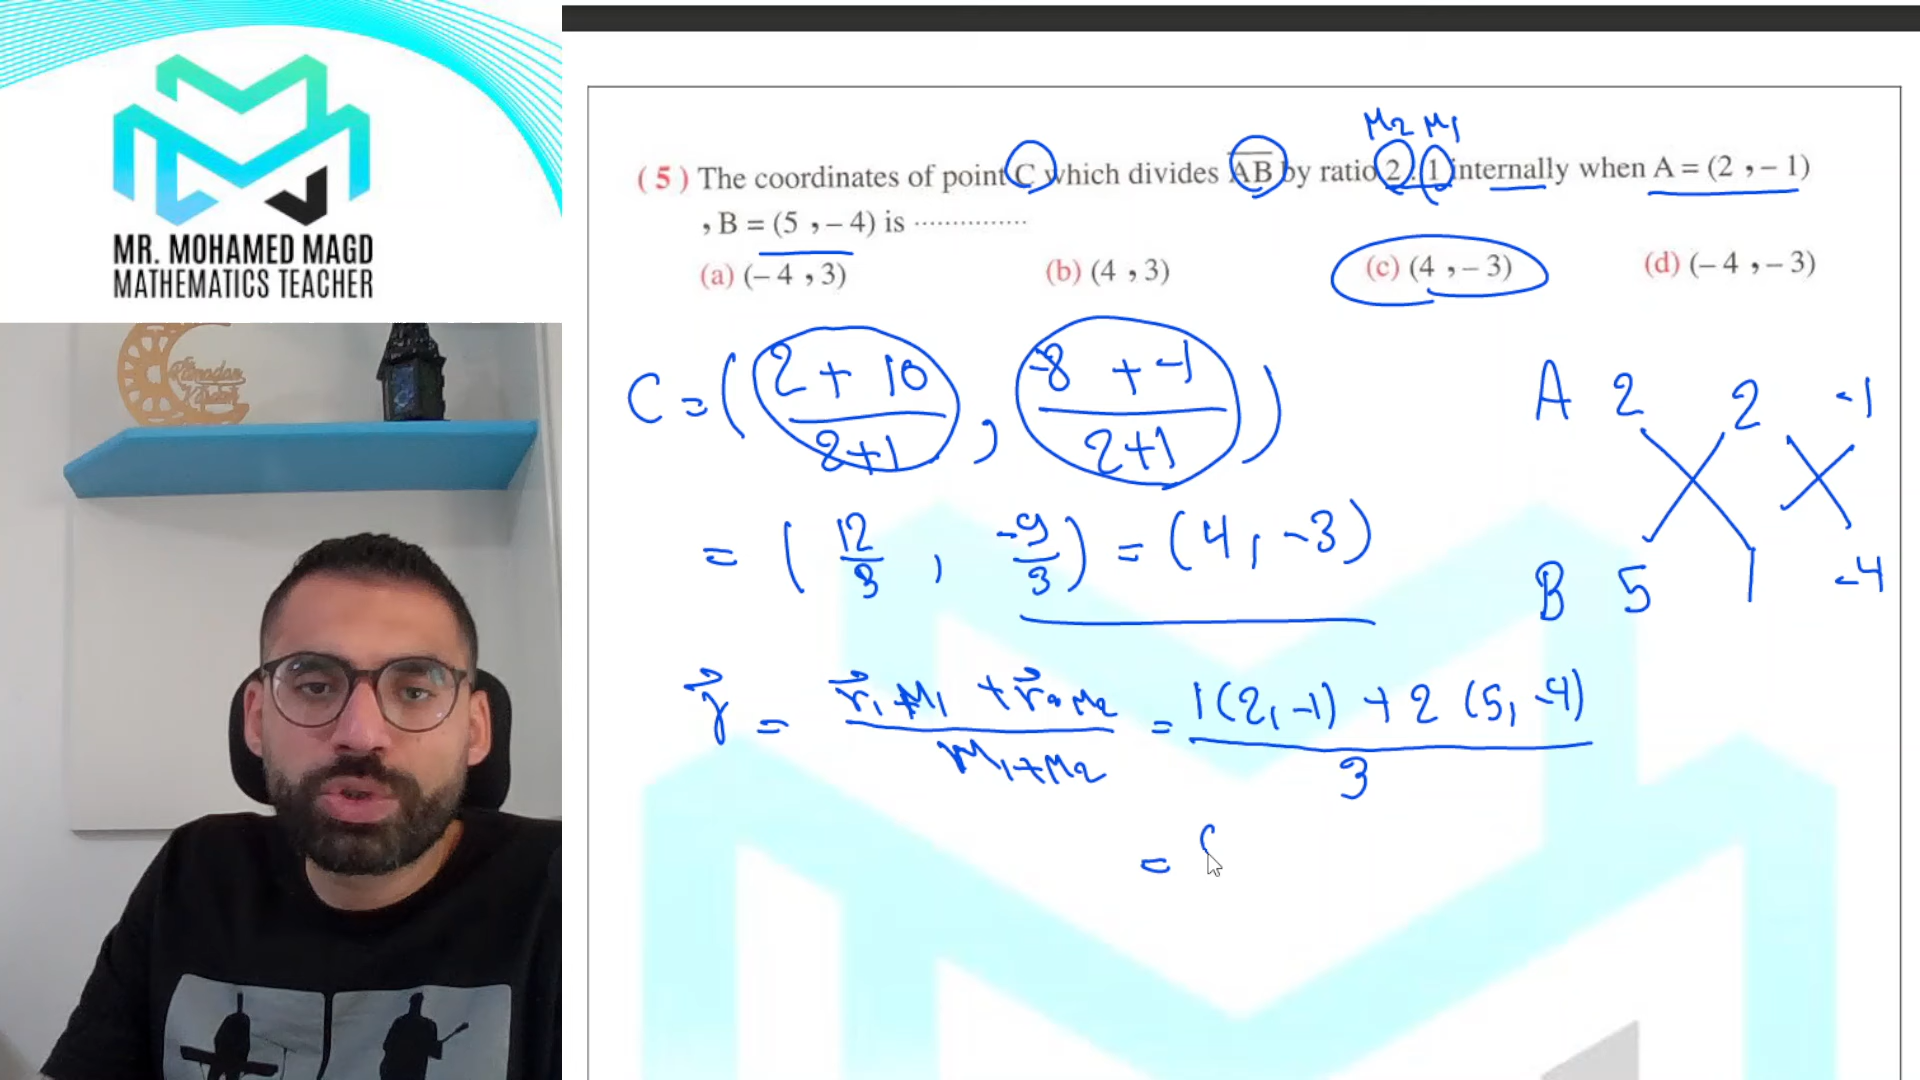 MR. MOHAMED MAGD
MATHEMATICS TEACHER
Ramadan
M2 M1
( 5 ) The coordinates of point C which divides AB by ratio 2 : 1 internally when A = (2 , – 1)
, B = (5 , – 4) is ···············
(a) (– 4 , 3) (b) (4 , 3) (c) (4 , – 3) (d) (– 4 , – 3)
C = ( 2 + 10 / 2+1 , -8 + -1 / 2+1 )
= ( 12/3 , -9/3 ) = (4, -3)
A 2 2 -1
B 5 1 -4
r = r1 M1 + r2 M2 / M1+M2 = 1(2, -1) + 2 (5, -4) / 3
= (